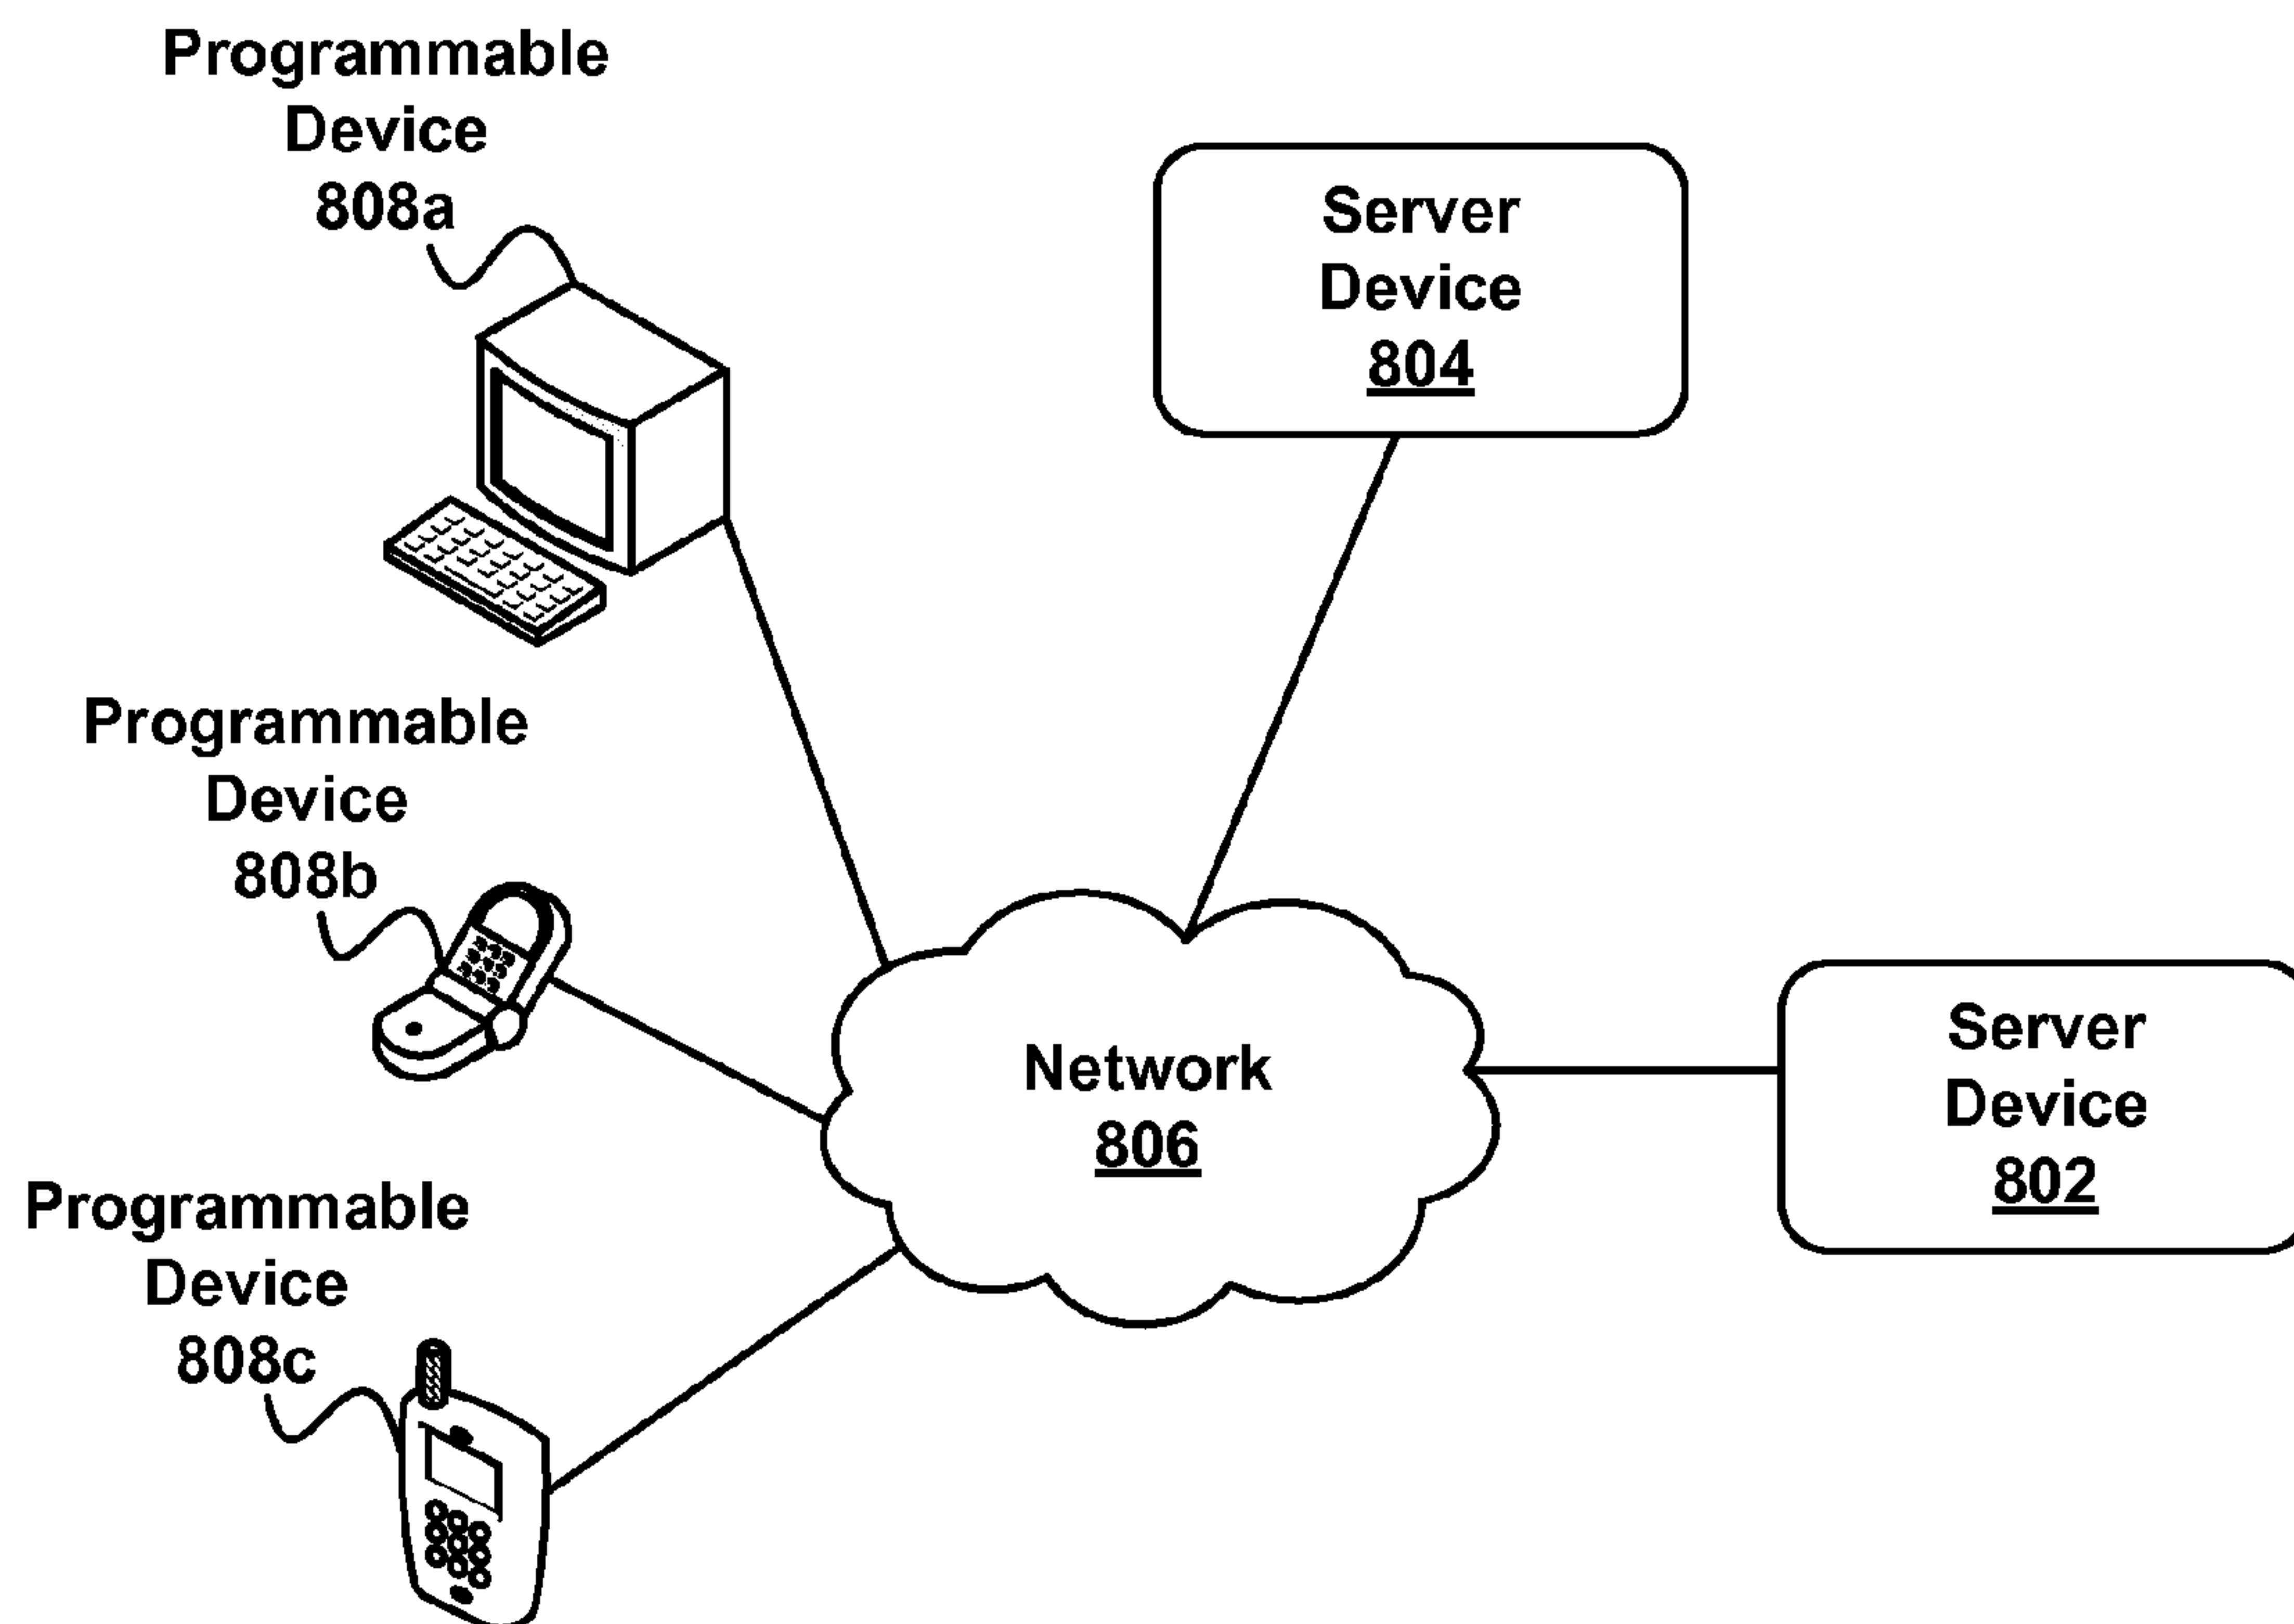 Programmable
Device
808a
Server
Device
804
Programmable
Device
808b
Network
806
Server
Device
802
Programmable
Device
808c